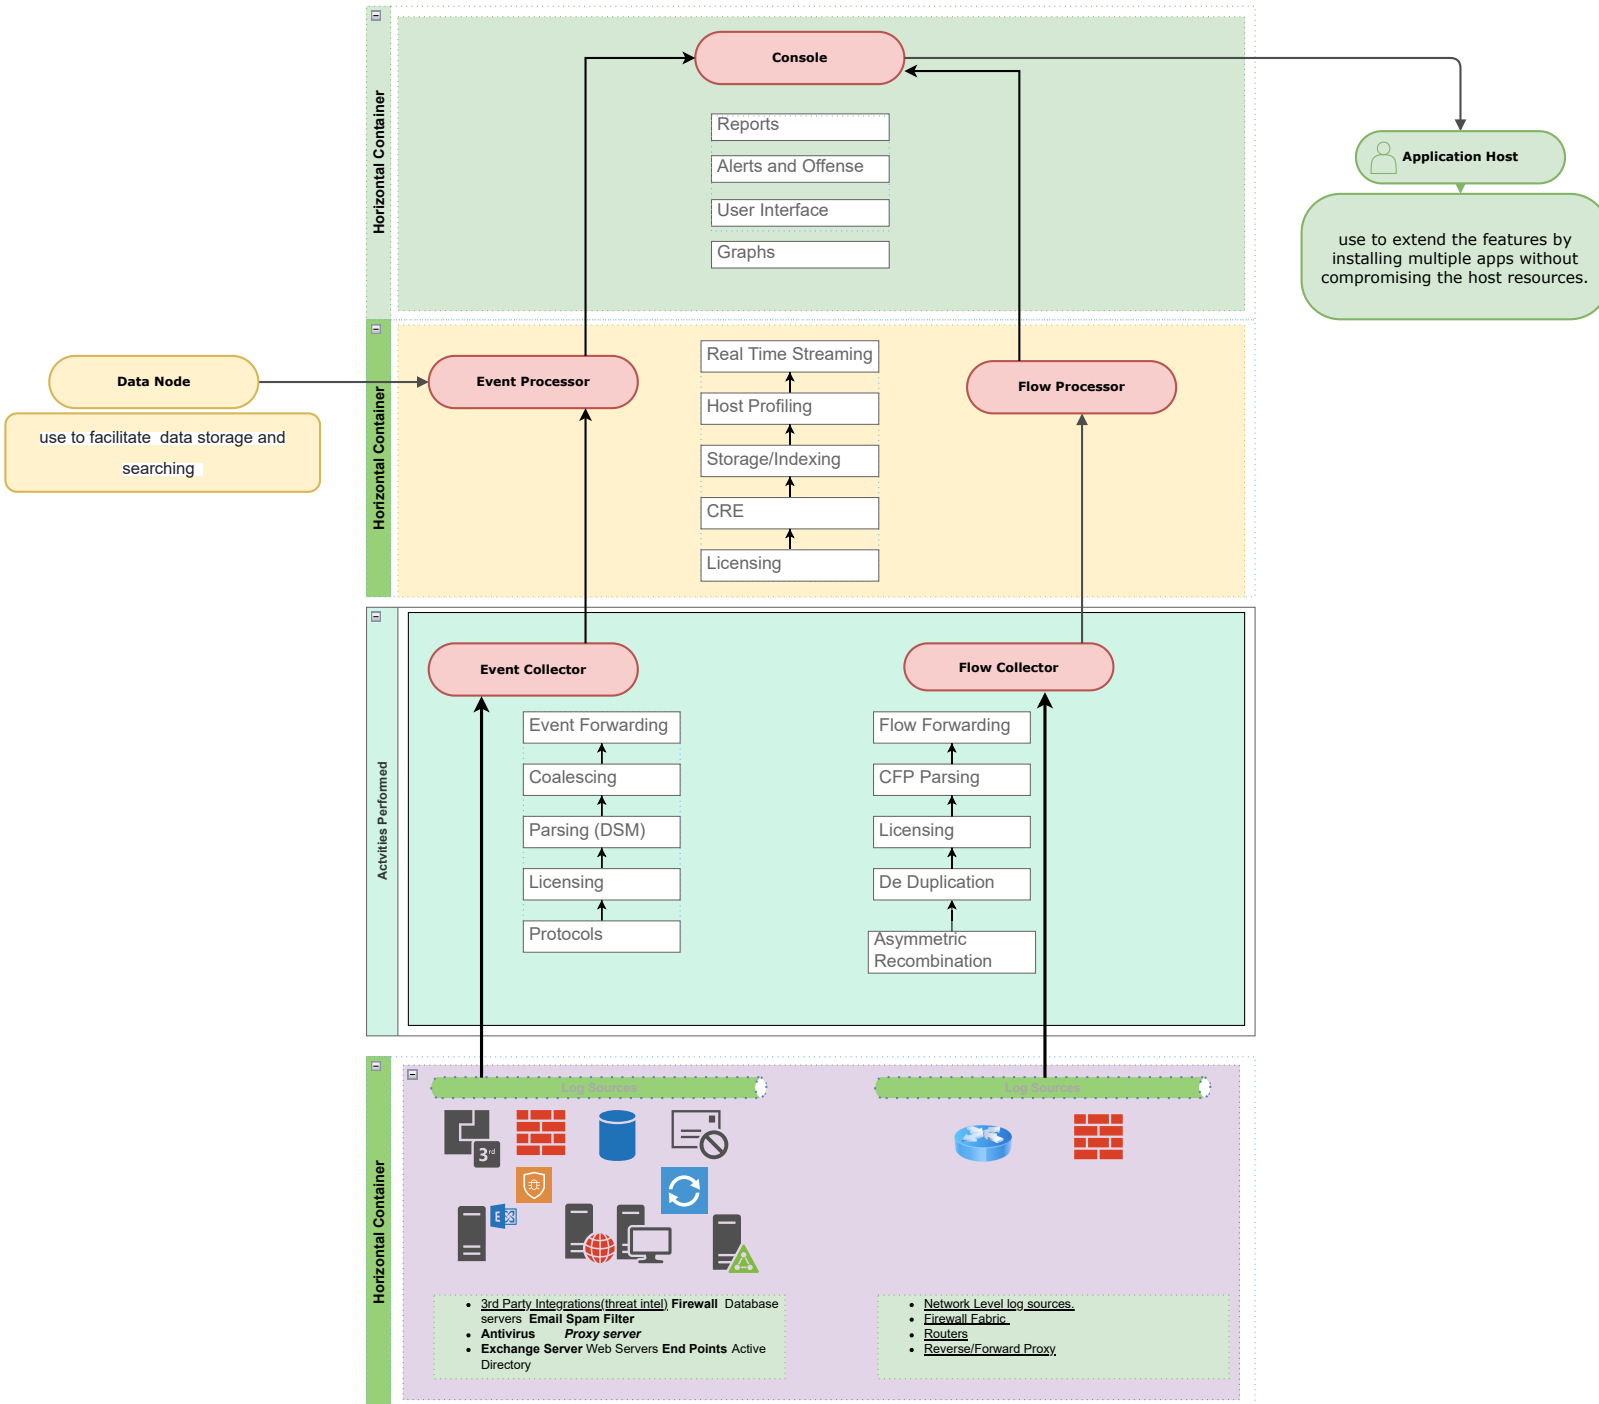 Horizontal Container
Console
Reports
Alerts and Offense
User Interface
Graphs
Application Host
use to extend the features by
installing multiple apps without
compromising the host resources.
Horizontal Container
Data Node
use to facilitate data storage and
searching
Event Processor
Real Time Streaming
Host Profiling
Storage/Indexing
CRE
Licensing
Flow Processor
Actvities Performed
Event Collector
Event Forwarding
Coalescing
Parsing (DSM)
Licensing
Protocols
Flow Collector
Flow Forwarding
CFP Parsing
Licensing
De Duplication
Asymmetric
Recombination
Horizontal Container
Log Sources
3rd
E
• 3rd Party Integrations(threat intel) Firewall Database
servers Email Spam Filter
• Antivirus Proxy server
• Exchange Server Web Servers End Points Active
Directory
Log Sources
• Network Level log sources.
• Firewall Fabric
• Routers
• Reverse/Forward Proxy